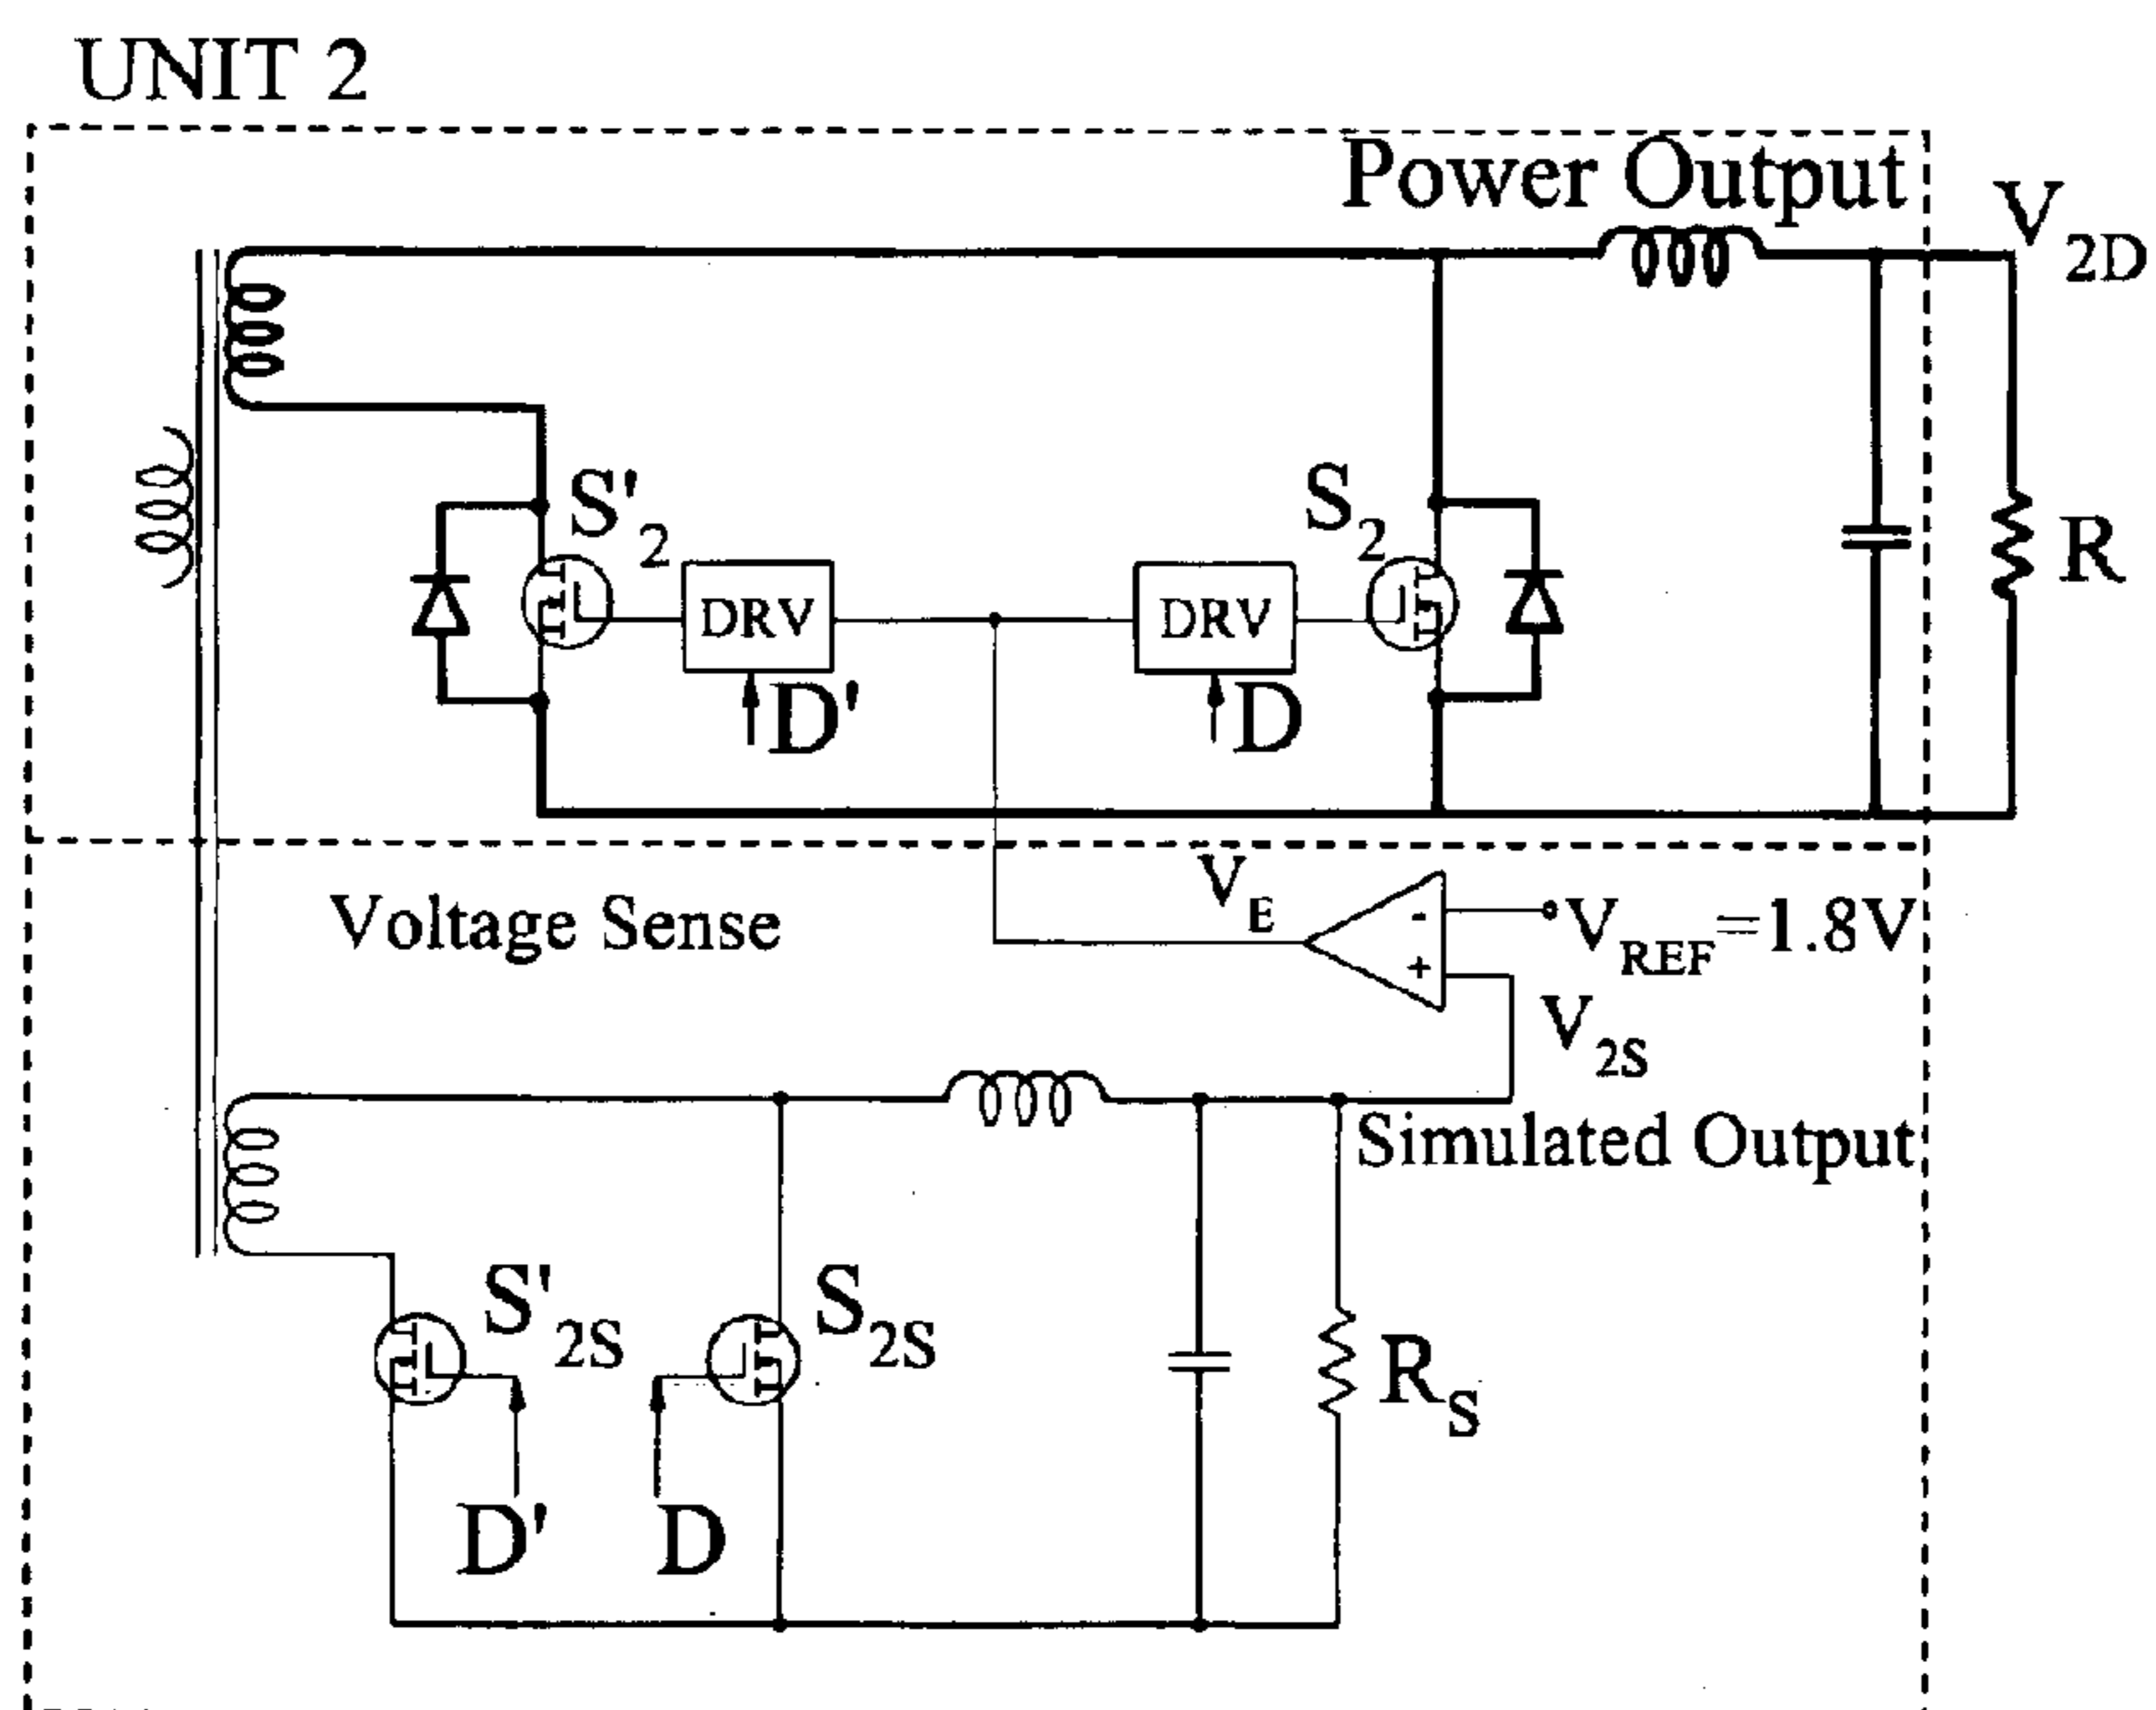 UNIT 2
Power Output
V2D
S'2
S2
DRV
DRV
R
D'
D
VE
Voltage Sense
-
VREF=1.8V
+
V2S
Simulated Output
S'2S
S2S
RS
D'
D